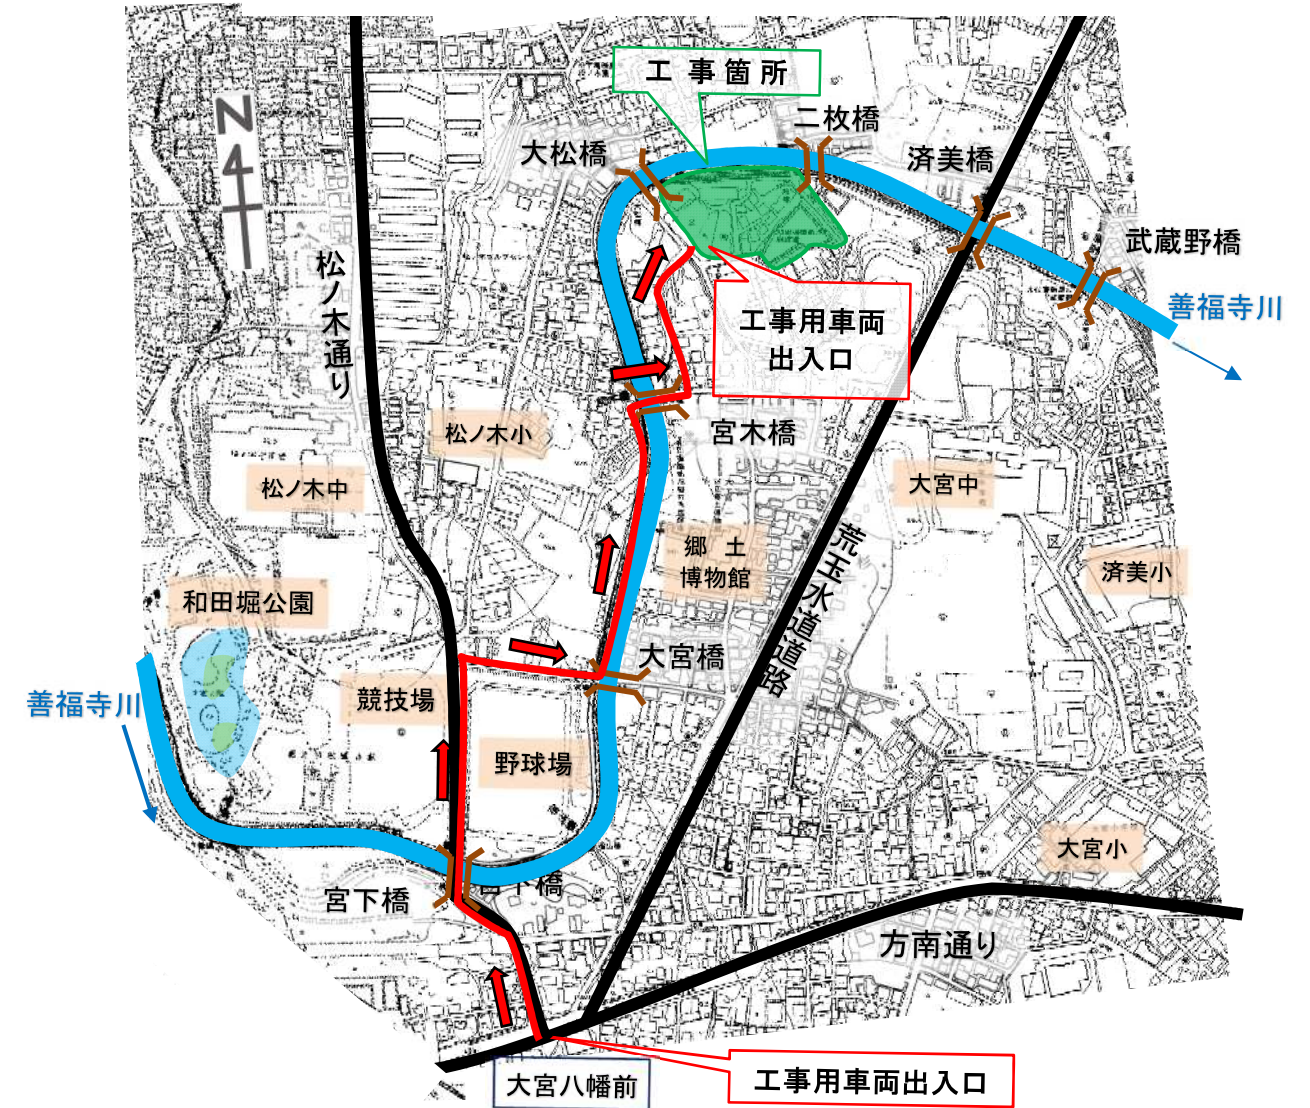 工事箇所
二枚橋
大松橋
済美橋
N
武蔵野橋
善福寺川
松ノ木通り
工事用車両
出入口
松ノ木小
宮木橋
松ノ木中
大宮中
荒玉水道道路
郷土
博物館
済美小
和田堀公園
大宮橋
善福寺川
競技場
野球場
大宮小
宮下橋
宮下橋
方南通り
大宮八幡前
工事用車両出入口